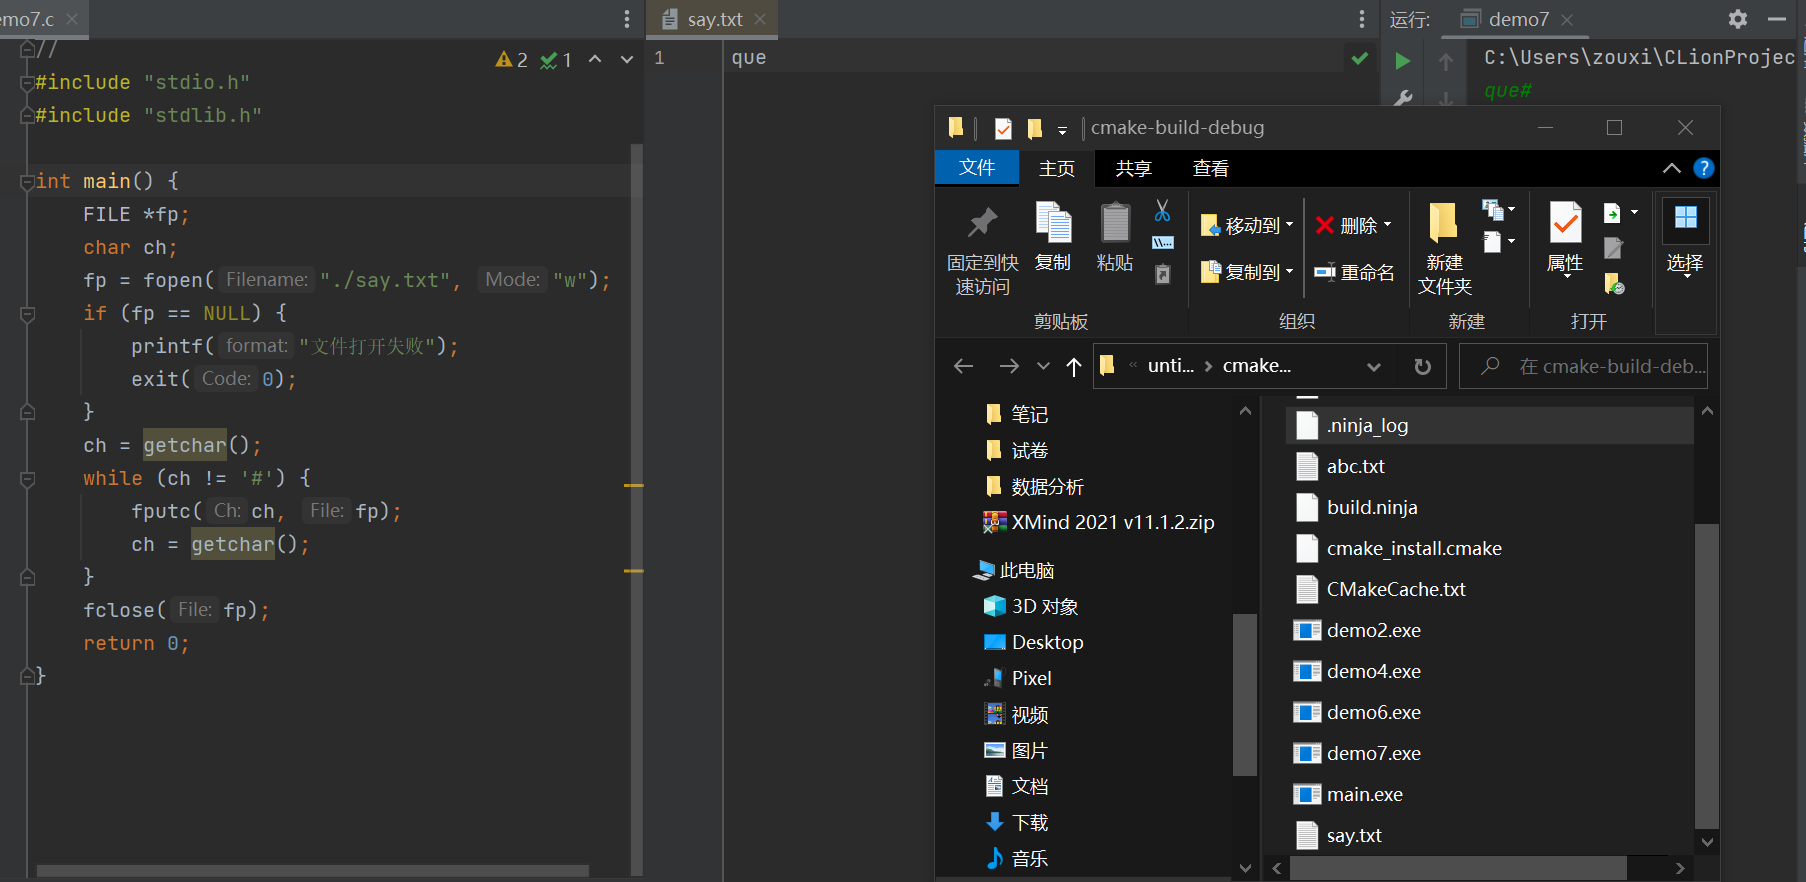 emo7.c
//
2 1
#include "stdio.h"
#include "stdlib.h"
int main() {
FILE *fp;
char ch;
fp = fopen( Filename: "./say.txt", Mode: "w");
if (fp == NULL) {
printf( format: "文件打开失败");
exit( Code: 0);
}
ch = getchar();
while (ch != '#') {
fputc( Ch: ch, File: fp);
ch = getchar();
}
fclose( File: fp);
return 0;
}
say.txt
1 que
运行: demo7
C:\Users\zouxi\CLionProjec
que#
cmake-build-debug
文件 主页 共享 查看
固定到快
速访问
复制
粘贴
剪贴板
移动到
复制到
删除
重命名
组织
新建
文件夹
新建
属性
打开
选择
« unti... › cmake...
在 cmake-build-deb...
笔记
试卷
数据分析
XMind 2021 v11.1.2.zip
此电脑
3D 对象
Desktop
Pixel
视频
图片
文档
下载
音乐
.ninja_log
abc.txt
build.ninja
cmake_install.cmake
CMakeCache.txt
demo2.exe
demo4.exe
demo6.exe
demo7.exe
main.exe
say.txt